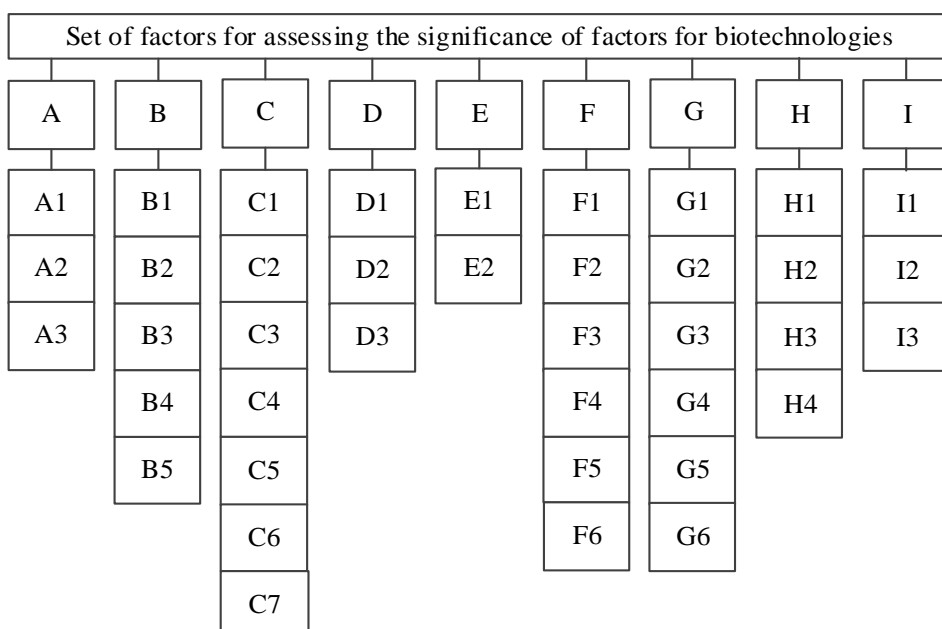 Set of factors for assessing the significance of factors for biotechnologies
A B C D E F G H I
A1 B1 C1 D1 E1 F1 G1 H1 I1
A2 B2 C2 D2 E2 F2 G2 H2 I2
A3 B3 C3 D3 F3 G3 H3 I3
B4 C4 F4 G4 H4
B5 C5 F5 G5
C6 F6 G6
C7